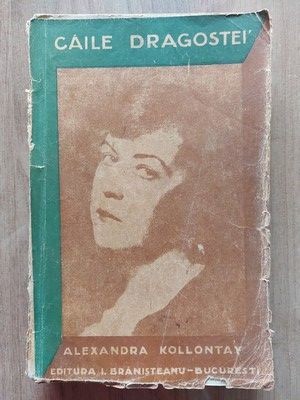 CĂILE DRAGOSTEI
ALEXANDRA KOLLONTAY
EDITURA I. BRĂNIȘTEANU-BUCUREȘTI